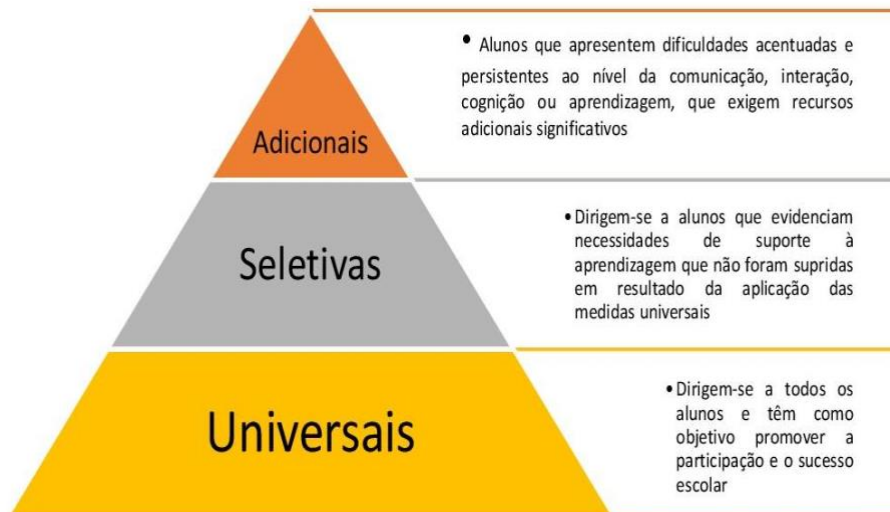 • Alunos que apresentem dificuldades acentuadas e
persistentes ao nível da comunicação, interação,
cognição ou aprendizagem, que exigem recursos
adicionais significativos
Adicionais
•Dirigem-se a alunos que evidenciam
necessidades de suporte à
aprendizagem que não foram supridas
em resultado da aplicação das
medidas universais
Seletivas
•Dirigem-se a todos os
alunos e têm como
objetivo promover a
participação e o sucesso
escolar
Universais